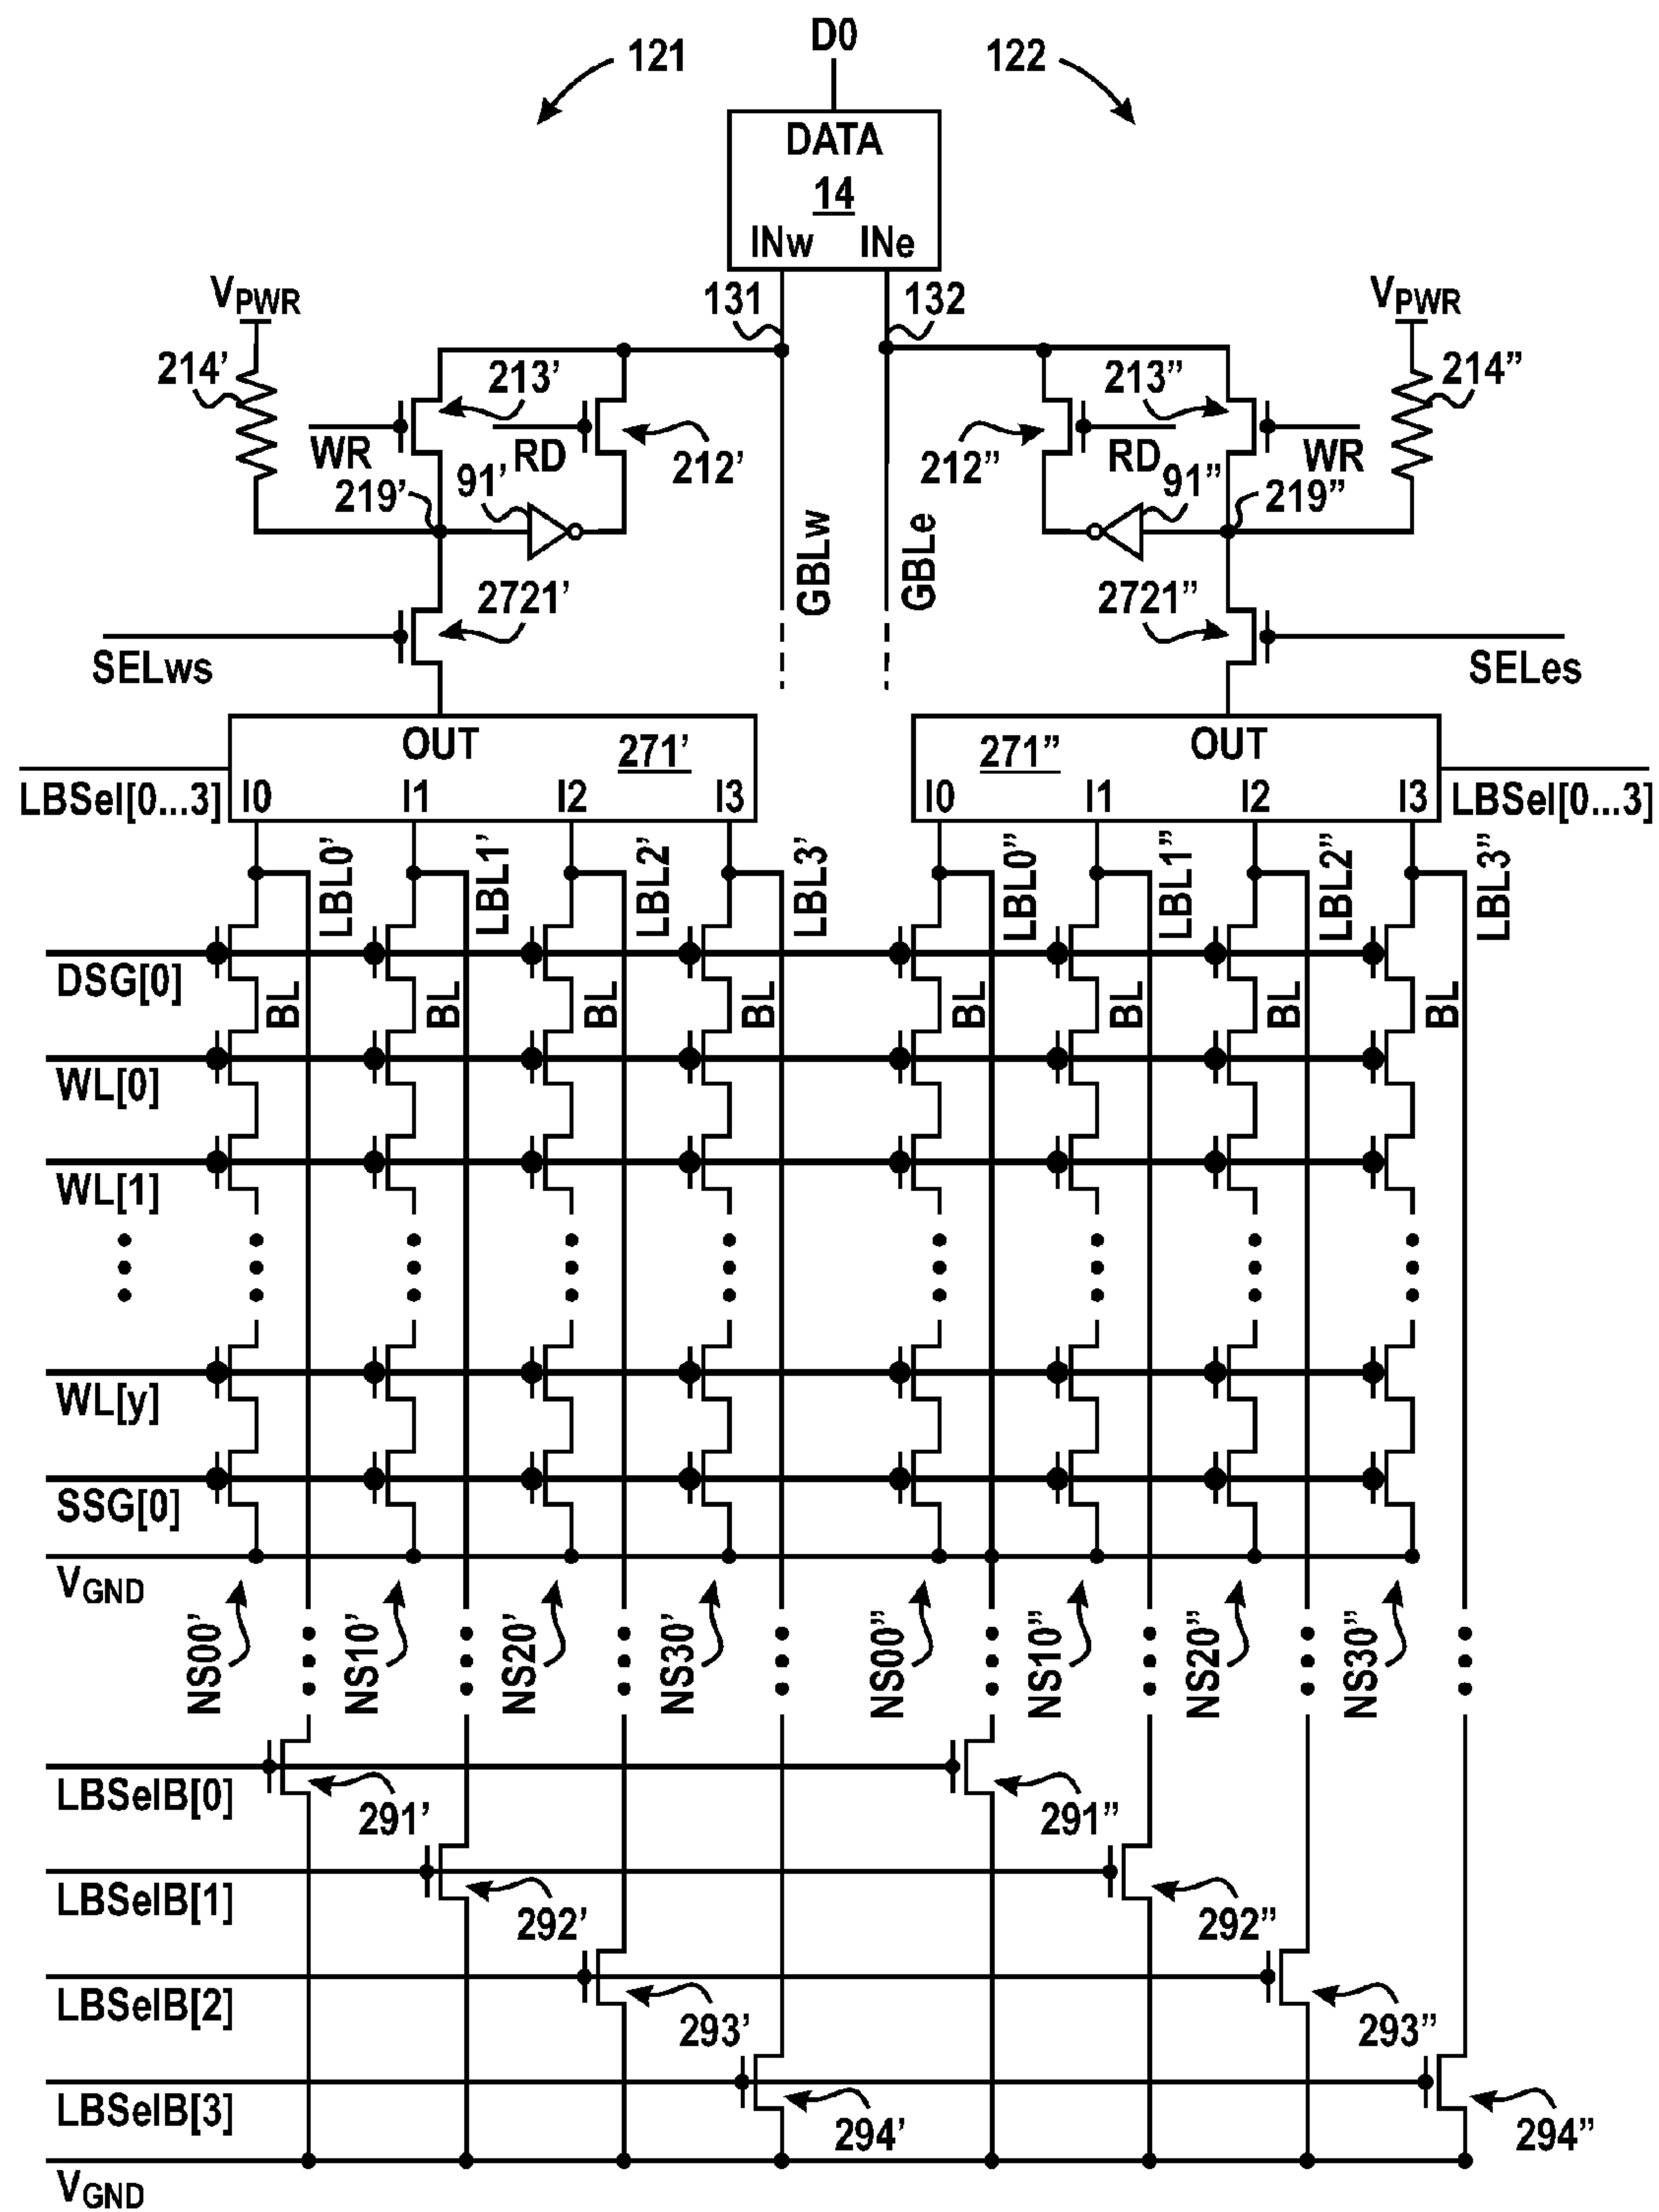 D0
121 122
DATA
14
INw INe
131 132
VPWR VPWR
214' 213' 213” 214”
WR RD 212' 212” RD WR
219' 91' 91” 219”
GBLw GBLe
2721' 2721”
SELws SELes
OUT 271' 271” OUT
LBSel[0...3] I0 I1 I2 I3 I0 I1 I2 I3 LBSel[0...3]
LBL0' LBL1' LBL2' LBL3' LBL0” LBL1” LBL2” LBL3”
DSG[0]
BL BL BL BL BL BL BL BL
WL[0]
WL[1]
WL[y]
SSG[0]
VGND
NS00' NS10' NS20' NS30' NS00” NS10” NS20” NS30”
LBSelB[0] 291' 291”
LBSelB[1] 292' 292”
LBSelB[2] 293' 293”
LBSelB[3] 294' 294”
VGND